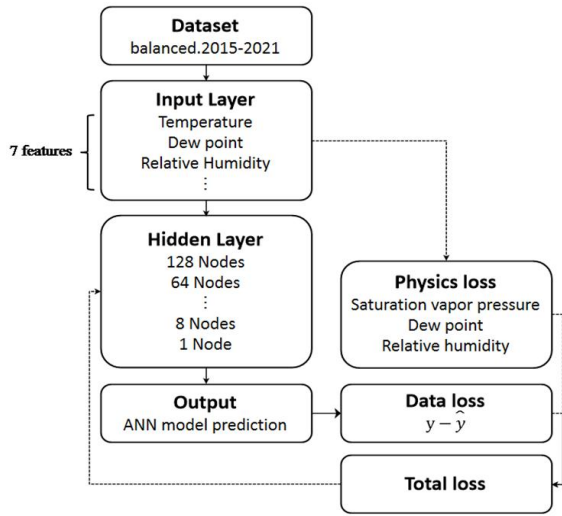 Dataset
balanced.2015-2021
Input Layer
Temperature
Dew point
Relative Humidity
⋮
7 features
Hidden Layer
128 Nodes
64 Nodes
⋮
8 Nodes
1 Node
Physics loss
Saturation vapor pressure
Dew point
Relative humidity
Output
ANN model prediction
Data loss
y − ŷ
Total loss